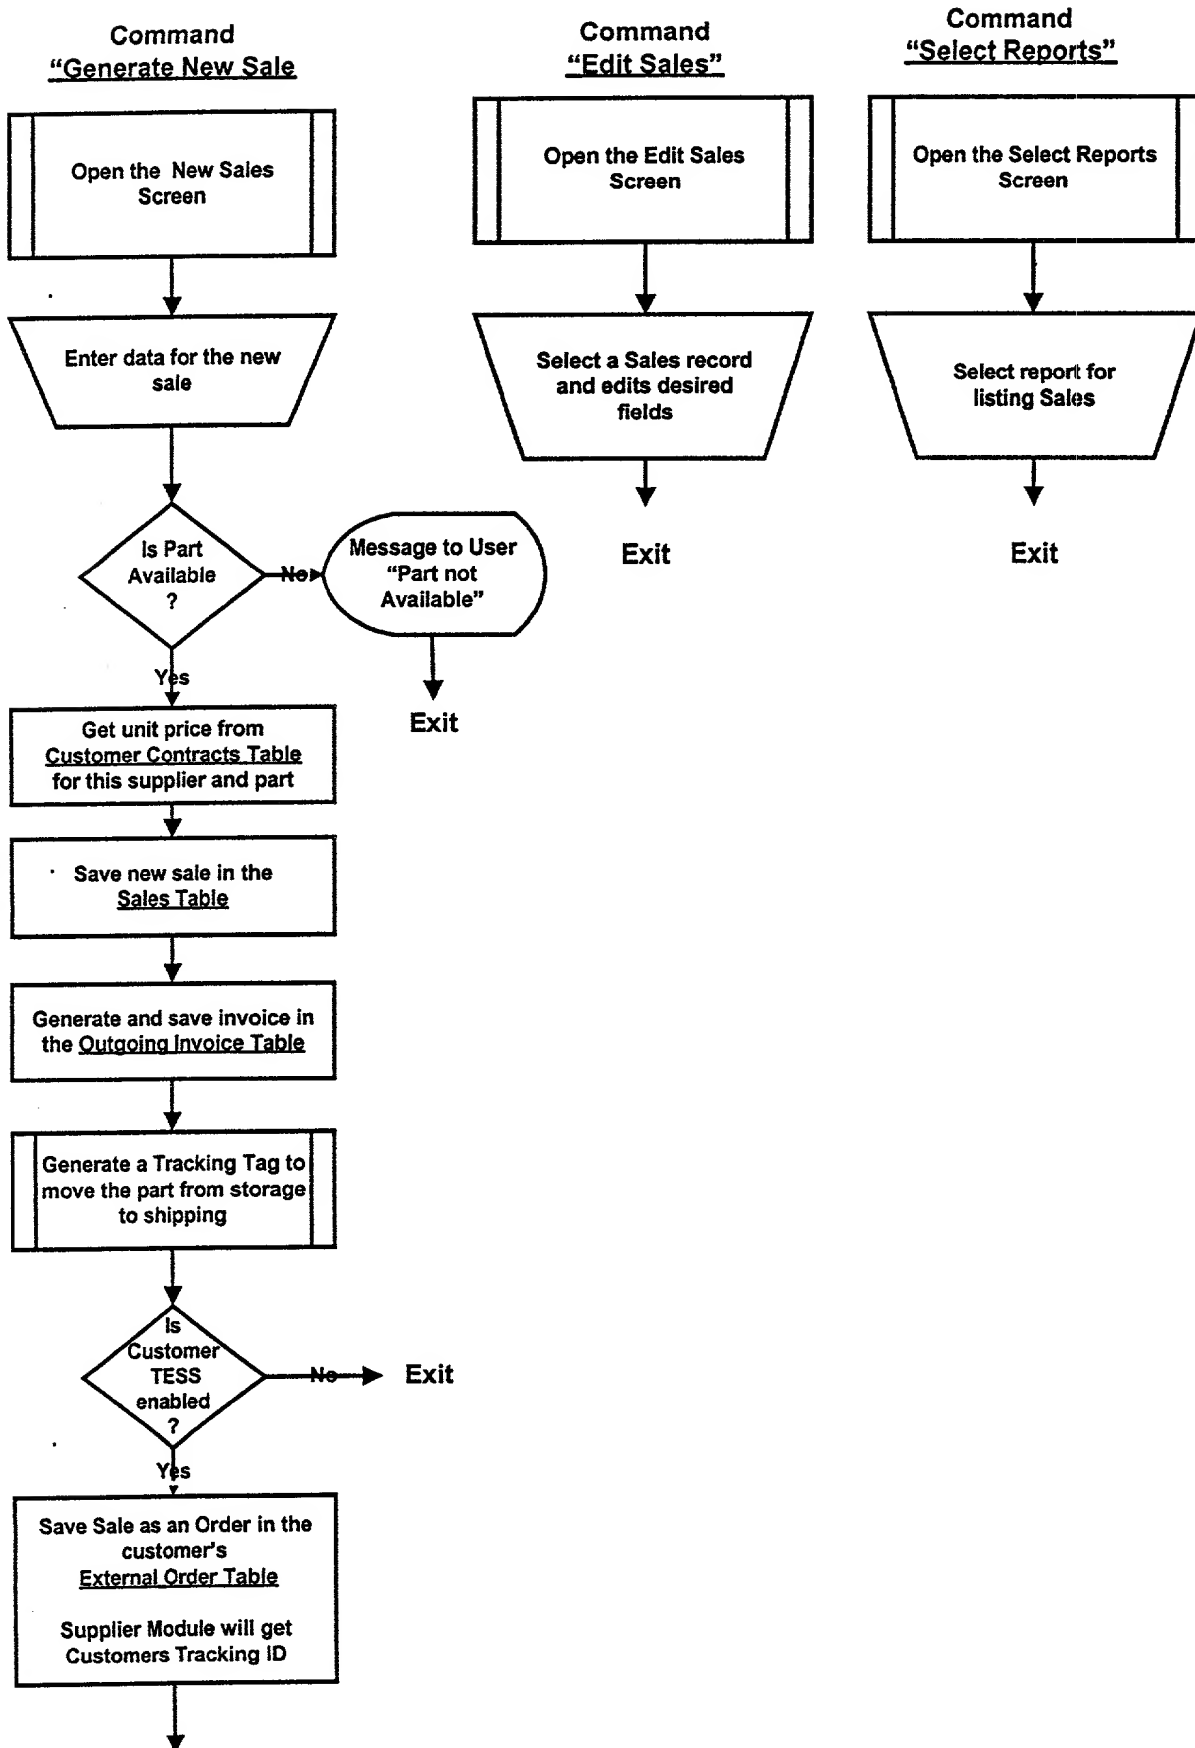 Command
“Generate New Sale
Open the New Sales
Screen
Enter data for the new
sale
Is Part
Available
?
No
Message to User
“Part not
Available”
Exit
Yes
Get unit price from
Customer Contracts Table
for this supplier and part
Save new sale in the
Sales Table
Generate and save invoice in
the Outgoing Invoice Table
Generate a Tracking Tag to
move the part from storage
to shipping
Is
Customer
TESS
enabled
?
No
Exit
Yes
Save Sale as an Order in the
customer's
External Order Table
Supplier Module will get
Customers Tracking ID
Command
“Edit Sales”
Open the Edit Sales
Screen
Select a Sales record
and edits desired
fields
Exit
Command
“Select Reports”
Open the Select Reports
Screen
Select report for
listing Sales
Exit